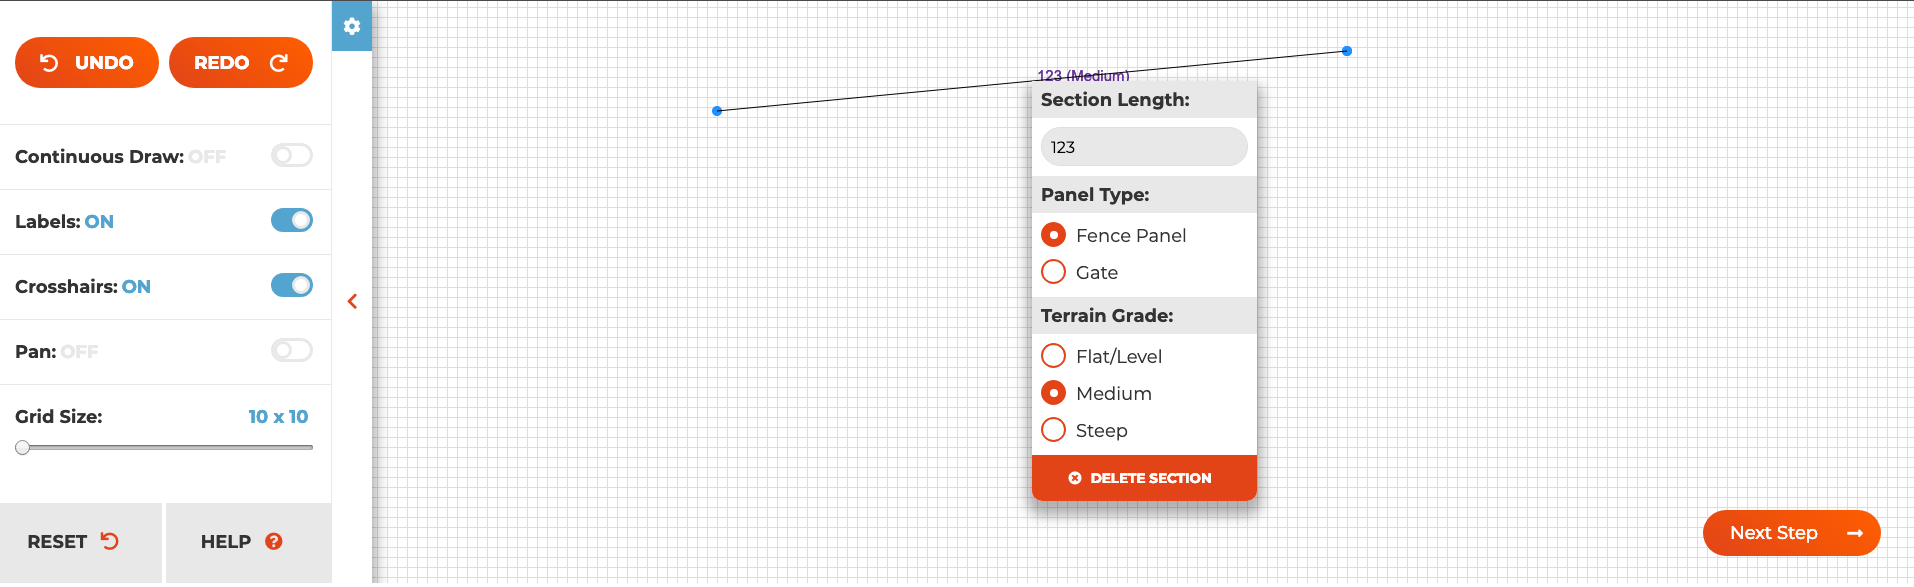 UNDO
REDO
Continuous Draw: OFF
Labels: ON
Crosshairs: ON
Pan: OFF
Grid Size: 10 x 10
RESET
HELP
123 (Medium)
Section Length:
123
Panel Type:
Fence Panel
Gate
Terrain Grade:
Flat/Level
Medium
Steep
DELETE SECTION
Next Step